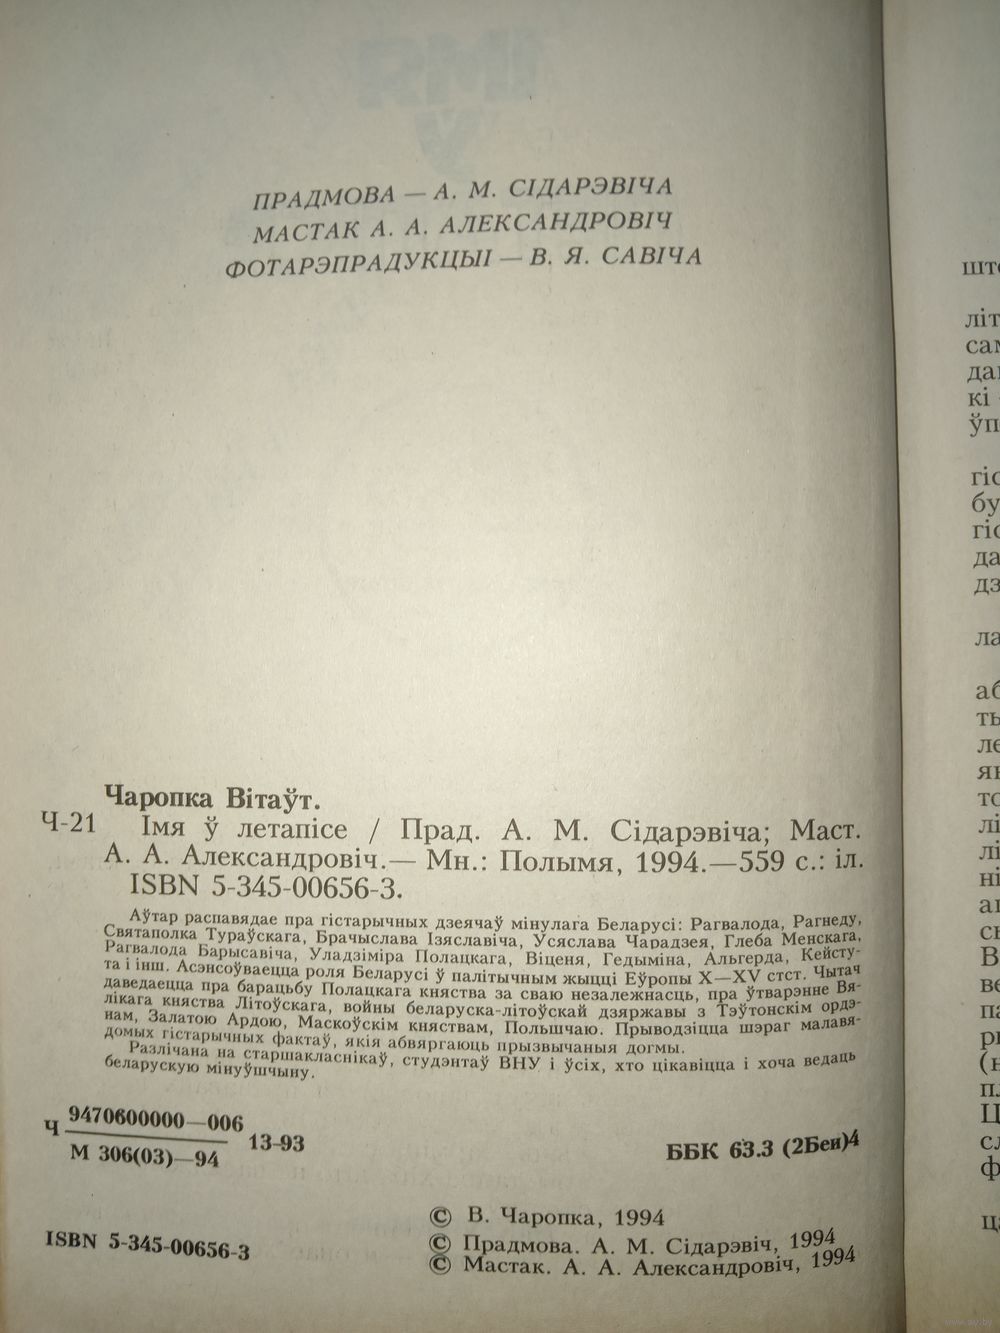 ПРАДМОВА — А. М. СІДАРЭВІЧА
МАСТАК А. А. АЛЕКСАНДРОВІЧ
ФОТАРЭПРАДУКЦЫІ — В. Я. САВІЧА
Чаропка Вітаўт.
Ч-21 Імя ў летапісе / Прад. А. М. Сідарэвіча; Маст.
А. А. Александровіч.— Мн.: Полымя, 1994.—559 с.: іл.
ISBN 5-345-00656-3.
Аўтар распавядае пра гістарычных дзеячаў мінулага Беларусі: Рагвалода, Рагнеду,
Святаполка Тураўскага, Брачыслава Ізяславіча, Усяслава Чарадзея, Глеба Менскага,
Рагвалода Барысавіча, Уладзіміра Полацкага, Віценя, Гедыміна, Альгерда, Кейсту-
та і інш. Асэнсоўваецца роля Беларусі ў палітычным жыцці Еўропы X—XV стст. Чытач
даведаецца пра барацьбу Полацкага княства за сваю незалежнасць, пра ўтварэнне Вя-
лікага княства Літоўскага, войны беларуска-літоўскай дзяржавы з Тэўтонскім ордэ-
нам, Залатою Ардою, Маскоўскім княствам, Польшчаю. Прыводзіцца шэраг малавя-
домых гістарычных фактаў, якія абвяргаюць прызвычаныя догмы.
Разлічана на старшакласнікаў, студэнтаў ВНУ і ўсіх, хто цікавіцца і хоча ведаць
беларускую мінуўшчыну.
Ч 9470600000—006
М 306(03)—94
13-93
ББК 63.3 (2Беи)4
© В. Чаропка, 1994
© Прадмова. А. М. Сідарэвіч, 1994
© Мастак. А. А. Александровіч, 1994
ISBN 5-345-00656-3
www.ay.by